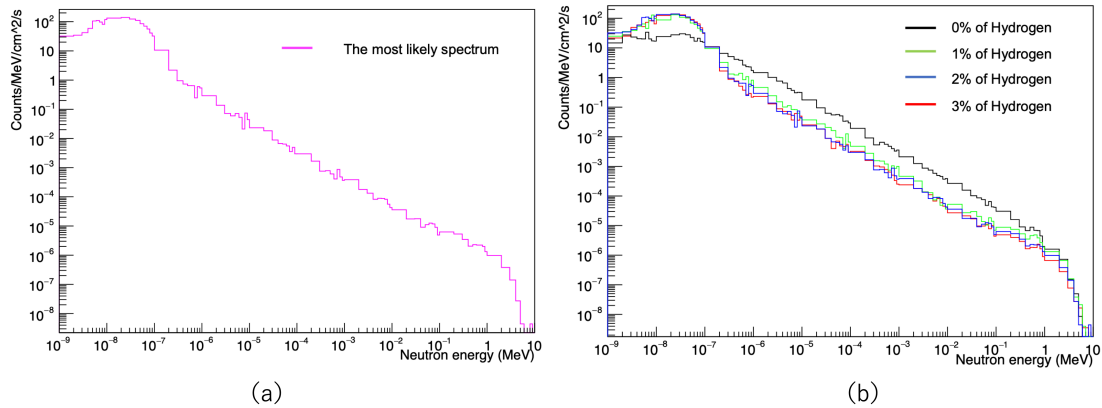 Counts/MeV/cm^2/s
10²
10
1
10⁻¹
10⁻²
10⁻³
10⁻⁴
10⁻⁵
10⁻⁶
10⁻⁷
10⁻⁸
The most likely spectrum
10⁻⁹ 10⁻⁸ 10⁻⁷ 10⁻⁶ 10⁻⁵ 10⁻⁴ 10⁻³ 10⁻² 10⁻¹ 1 10
Neutron energy (MeV)
(a)
Counts/MeV/cm^2/s
10²
10
1
10⁻¹
10⁻²
10⁻³
10⁻⁴
10⁻⁵
10⁻⁶
10⁻⁷
10⁻⁸
0% of Hydrogen
1% of Hydrogen
2% of Hydrogen
3% of Hydrogen
10⁻⁹ 10⁻⁸ 10⁻⁷ 10⁻⁶ 10⁻⁵ 10⁻⁴ 10⁻³ 10⁻² 10⁻¹ 1 10
Neutron energy (MeV)
(b)